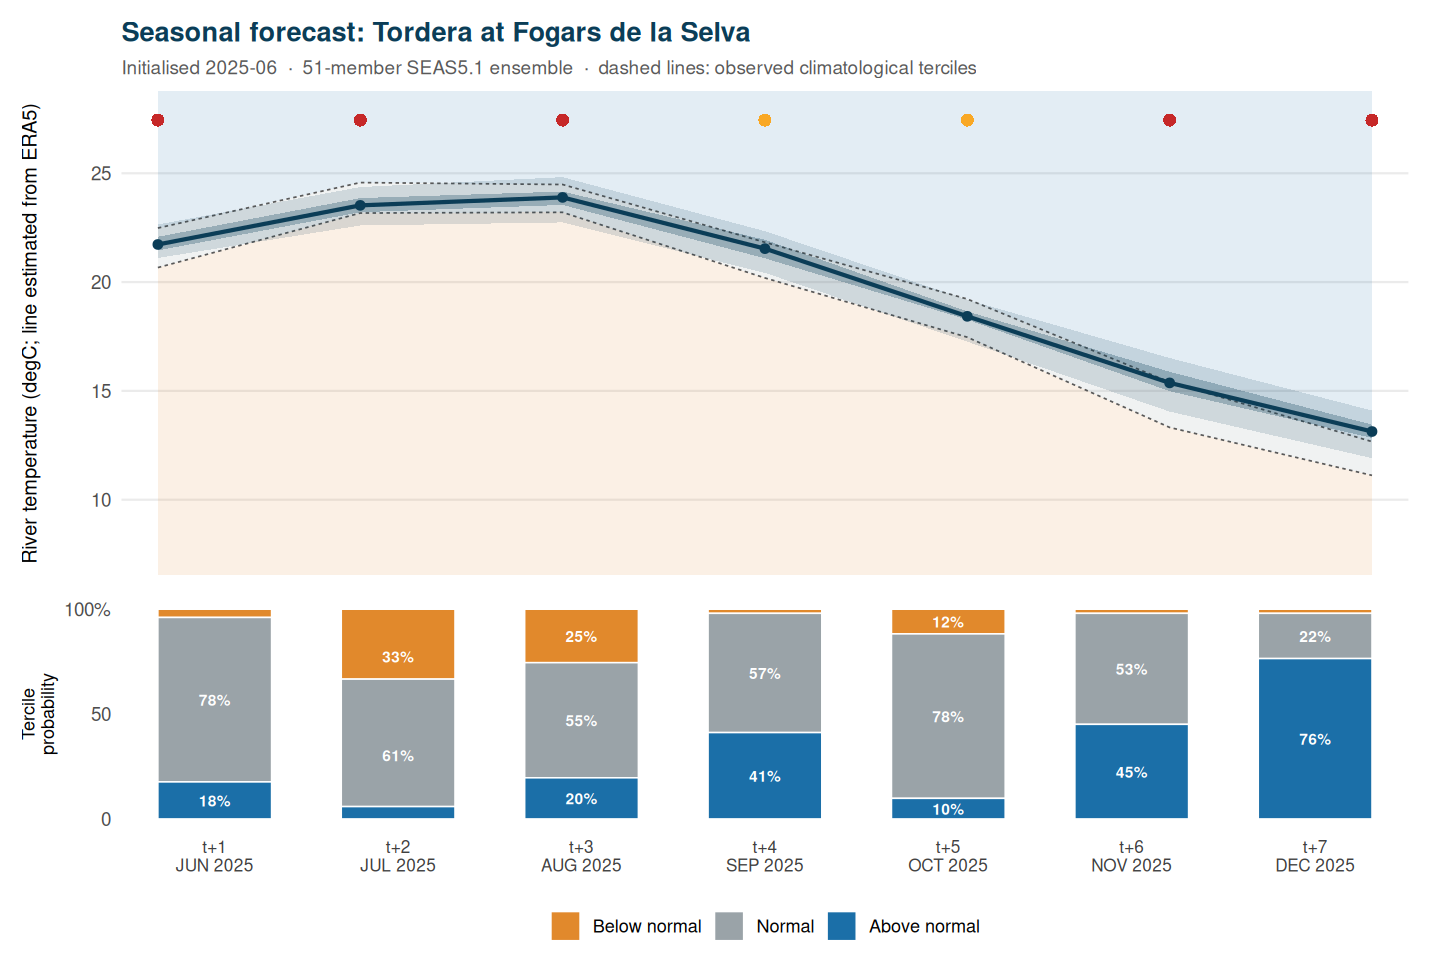 Seasonal forecast: Tordera at Fogars de la Selva
Initialised 2025-06 · 51-member SEAS5.1 ensemble · dashed lines: observed climatological terciles
River temperature (degC; line estimated from ERA5)
25
20
15
10
Tercile
probability
100%
50
0
78%
18%
33%
61%
25%
55%
20%
57%
41%
12%
78%
10%
53%
45%
22%
76%
t+1
JUN 2025
t+2
JUL 2025
t+3
AUG 2025
t+4
SEP 2025
t+5
OCT 2025
t+6
NOV 2025
t+7
DEC 2025
Below normal
Normal
Above normal